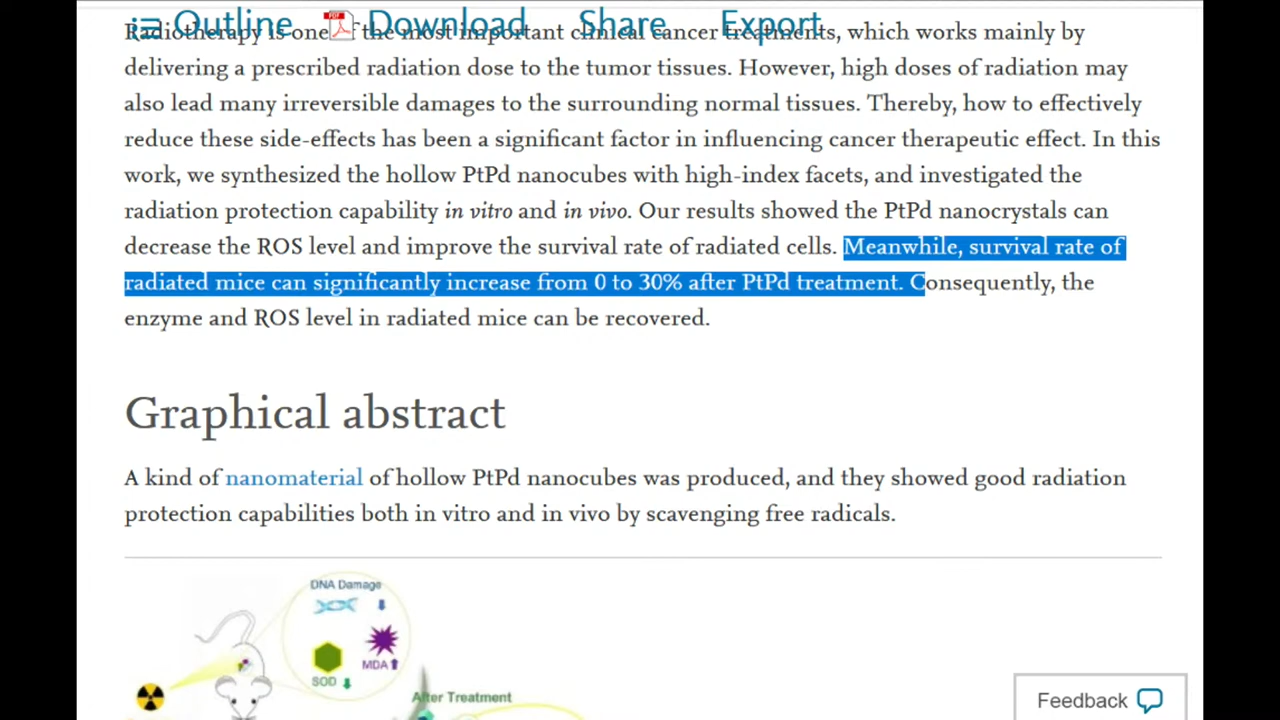 Outline Download Share Export
Radiotherapy is one of the most important clinical cancer treatments, which works mainly by
delivering a prescribed radiation dose to the tumor tissues. However, high doses of radiation may
also lead many irreversible damages to the surrounding normal tissues. Thereby, how to effectively
reduce these side-effects has been a significant factor in influencing cancer therapeutic effect. In this
work, we synthesized the hollow PtPd nanocubes with high-index facets, and investigated the
radiation protection capability in vitro and in vivo. Our results showed the PtPd nanocrystals can
decrease the ROS level and improve the survival rate of radiated cells. Meanwhile, survival rate of
radiated mice can significantly increase from 0 to 30% after PtPd treatment. Consequently, the
enzyme and ROS level in radiated mice can be recovered.
Graphical abstract
A kind of nanomaterial of hollow PtPd nanocubes was produced, and they showed good radiation
protection capabilities both in vitro and in vivo by scavenging free radicals.
DNA Damage
MDA
SOD
After Treatment
Feedback